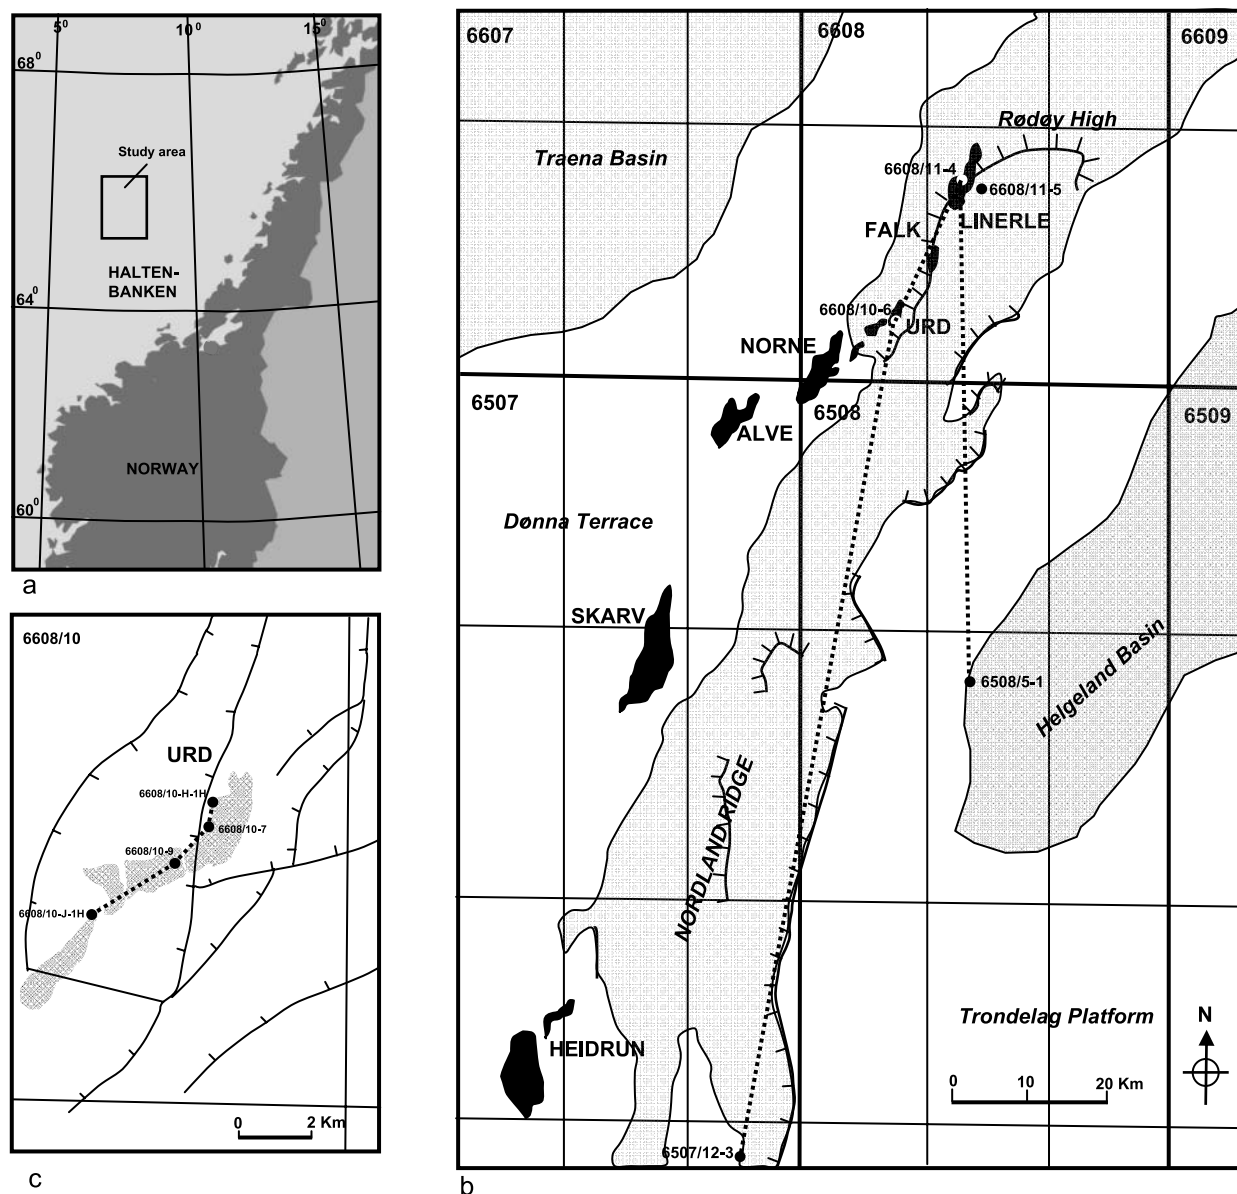 5⁰
10⁰
15⁰
68⁰
Study area
HALTEN-
BANKEN
64⁰
NORWAY
60⁰
a
6608/10
URD
6608/10-H-1H
6608/10-7
6608/10-9
6608/10-J-1H
0
2 Km
c
6607
6608
6609
Rødøy High
Traena Basin
6608/11-4
6608/11-5
FALK
LINERLE
6608/10-6
URD
NORNE
6507
6508
6509
ALVE
Dønna Terrace
SKARV
6508/5-1
Helgeland Basin
NORDLAND RIDGE
Trondelag Platform
N
HEIDRUN
0
10
20 Km
6507/12-3
b